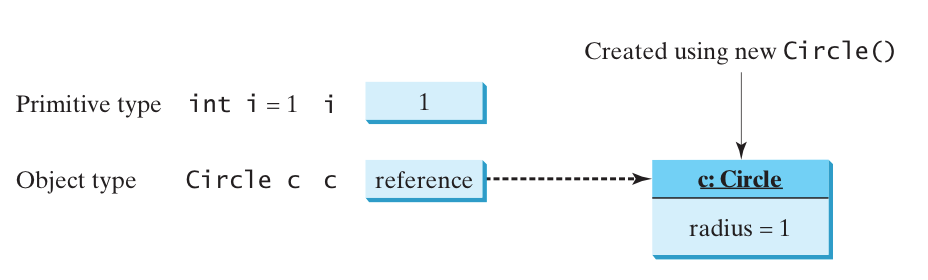 Created using new Circle()
Primitive type int i = 1 i 1
Object type Circle c c reference
c: Circle
radius = 1